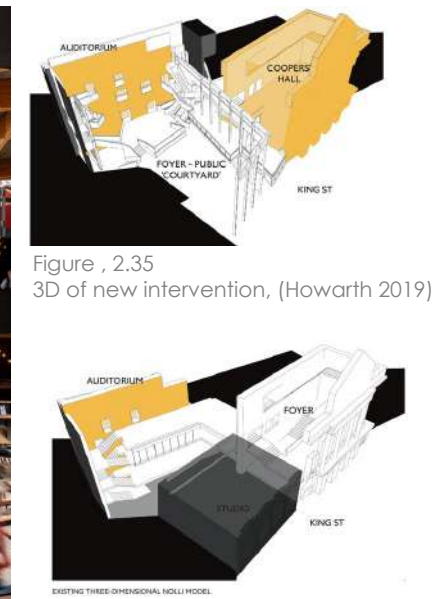 AUDITORIUM
COOPERS'
HALL
FOYER - PUBLIC
'COURTYARD'
KING ST
Figure , 2.35
3D of new intervention, (Howarth 2019)
AUDITORIUM
FOYER
STUDIO
KING ST
EXISTING THREE-DIMENSIONAL NOLLI MODEL